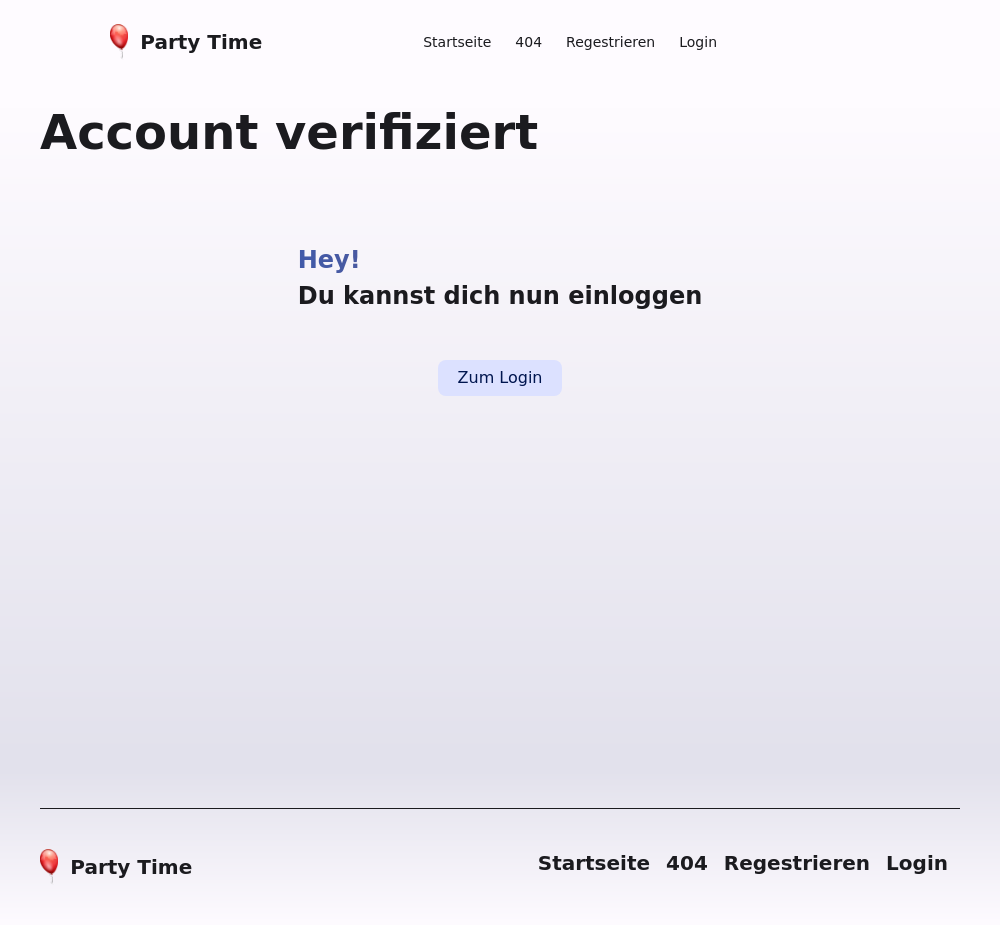 Party Time
Startseite 404 Regestrieren Login
Account verifiziert
Hey!
Du kannst dich nun einloggen
Zum Login
Party Time
Startseite 404 Regestrieren Login